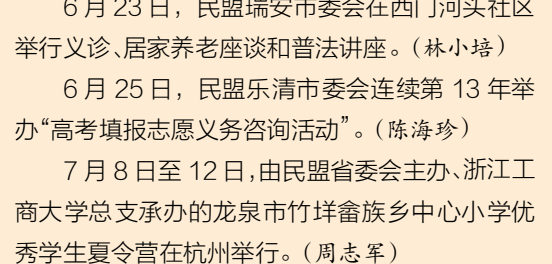 6月23日，民盟瑞安市委会在西门河头社区
举行义诊、居家养老座谈和普法讲座。（林小培）
6月25日，民盟乐清市委会连续第 13 年举
办“高考填报志愿义务咨询活动”。（陈海珍）
7月8日至12日，由民盟省委会主办、浙江工
商大学总支承办的龙泉市竹垟畲族乡中心小学优
秀学生夏令营在杭州举行。（周志军）